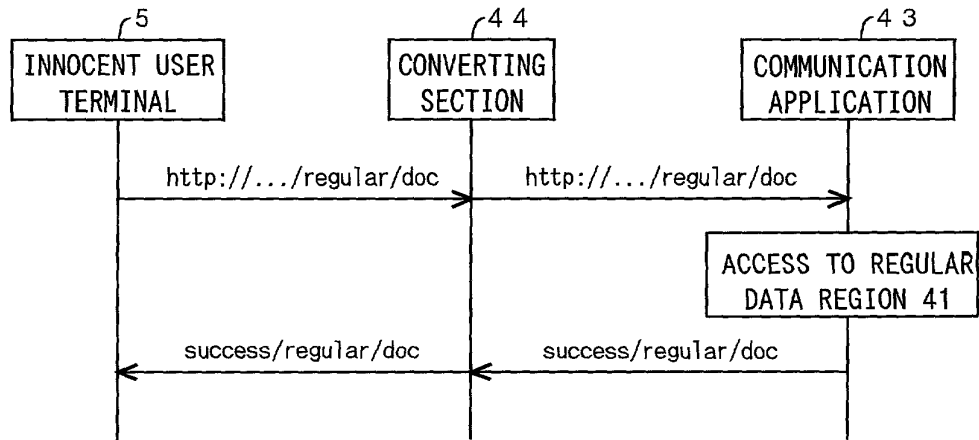 5
44
43
INNOCENT USER
TERMINAL
CONVERTING
SECTION
COMMUNICATION
APPLICATION
http://.../regular/doc
http://.../regular/doc
ACCESS TO REGULAR
DATA REGION 41
success/regular/doc
success/regular/doc